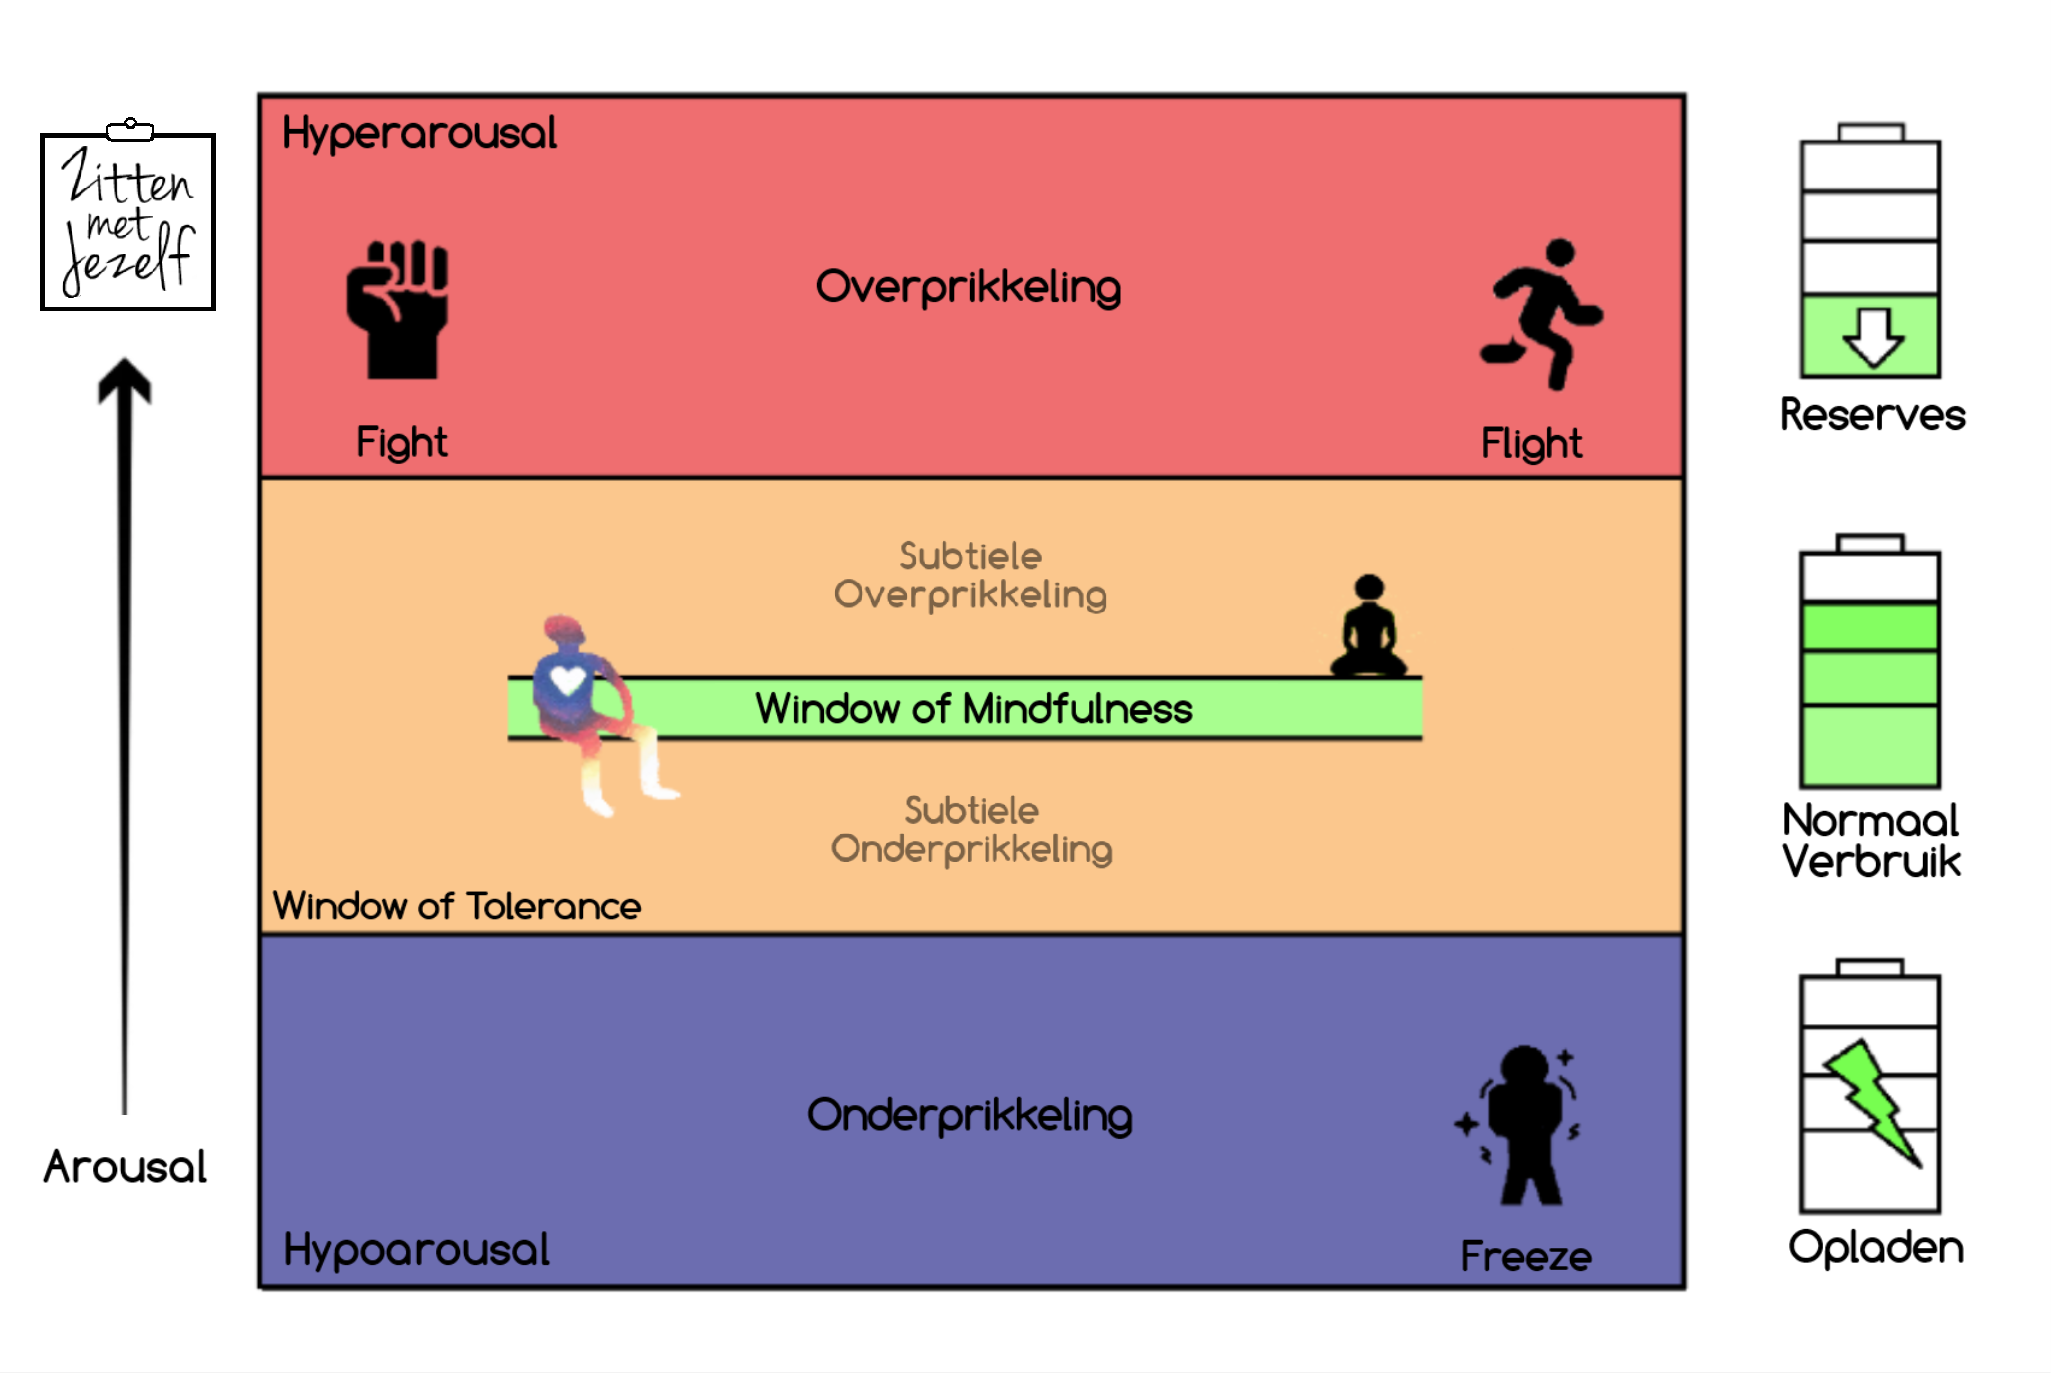 Zitten
met
Jezelf
Arousal
Hyperarousal
Overprikkeling
Fight
Flight
Subtiele
Overprikkeling
Window of Mindfulness
Subtiele
Onderprikkeling
Window of Tolerance
Onderprikkeling
Hypoarousal
Freeze
Reserves
Normaal
Verbruik
Opladen